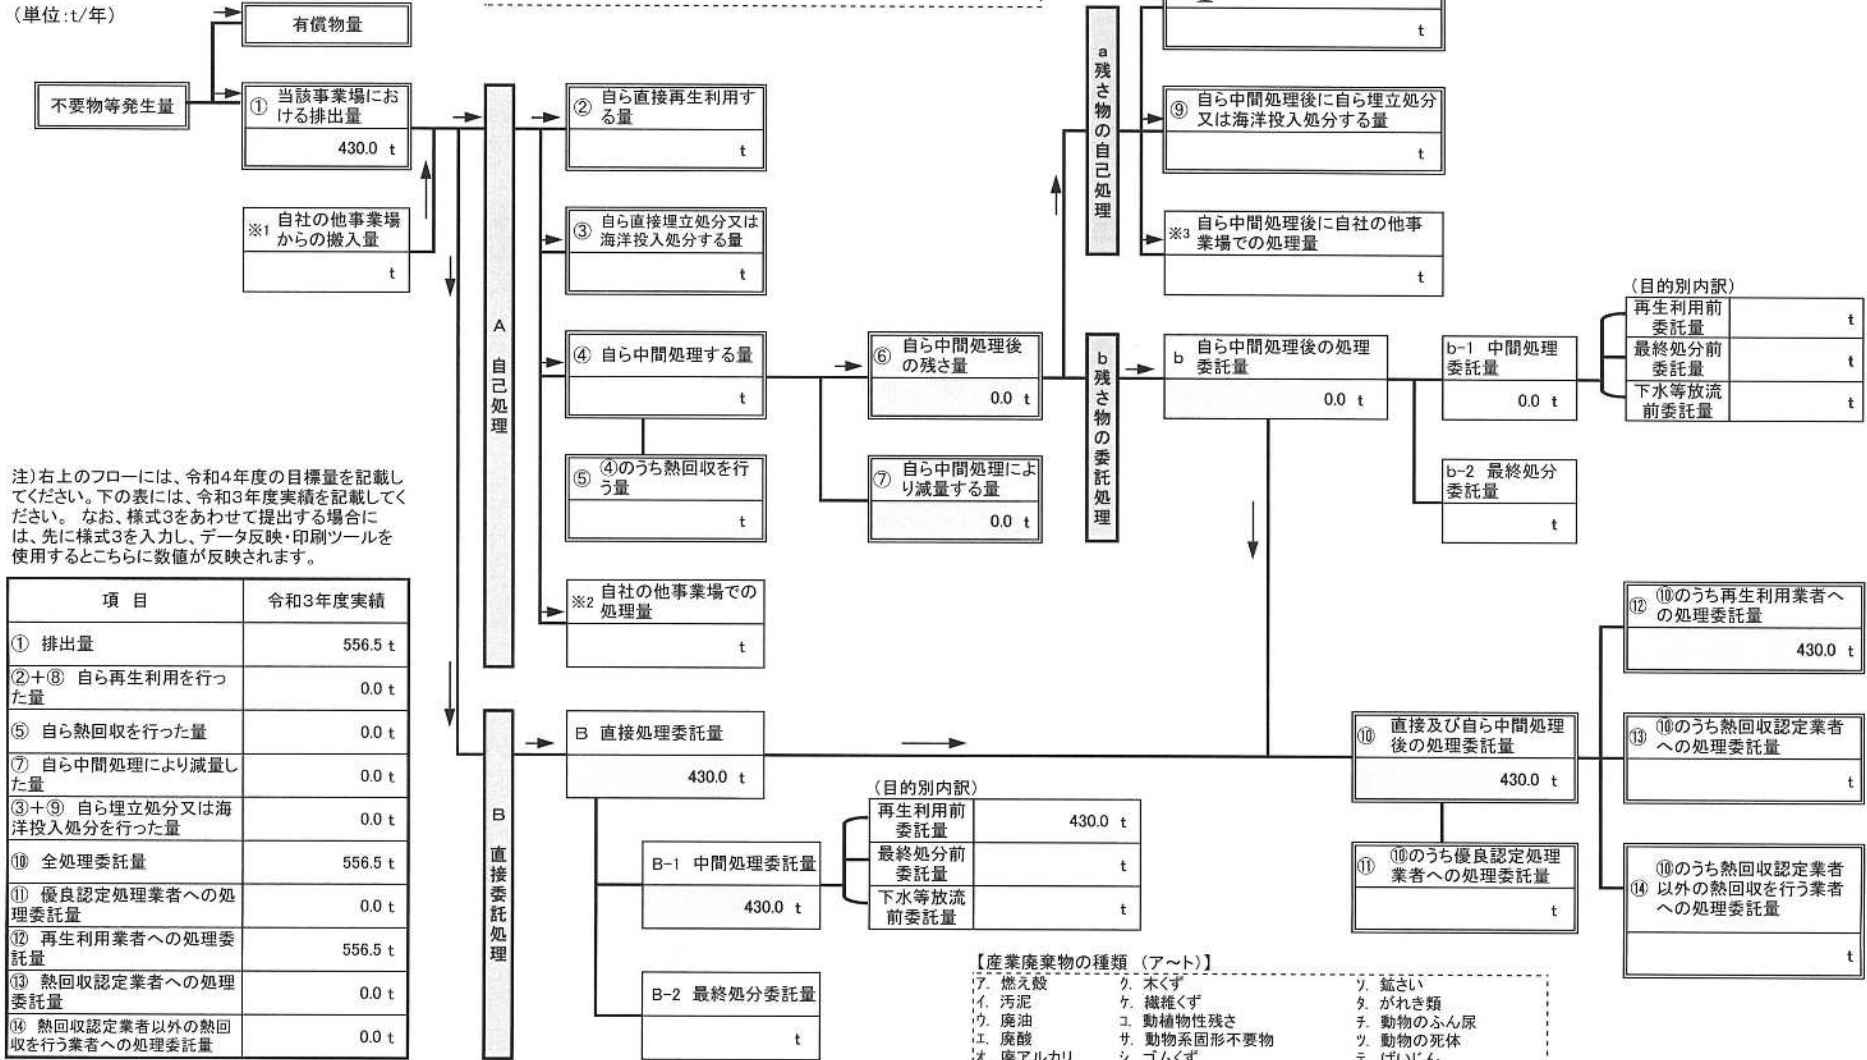 (単位:t/年)
有償物量
不要物等発生量
① 当該事業場にお
ける排出量
430.0 t
※1 自社の他事業場
からの搬入量
t
A 自己処理
② 自ら直接再生利用す
る量
t
③ 自ら直接埋立処分又は
海洋投入処分する量
t
④ 自ら中間処理する量
t
⑤ ④のうち熱回収を行
う量
t
※2 自社の他事業場での
処理量
t
⑥ 自ら中間処理後
の残さ量
0.0 t
⑦ 自ら中間処理によ
り減量する量
0.0 t
a 残さ物の自己処理
t
⑨ 自ら中間処理後に自ら埋立処分
又は海洋投入処分する量
t
※3 自ら中間処理後に自社の他事
業場での処理量
t
b 残さ物の委託処理
b 自ら中間処理後の処理
委託量
0.0 t
b-1 中間処理
委託量
0.0 t
(目的別内訳)
再生利用前
委託量 t
最終処分前
委託量 t
下水等放流
前委託量 t
b-2 最終処分
委託量
t
注)右上のフローには、令和4年度の目標量を記載し
てください。下の表には、令和3年度実績を記載してく
ださい。 なお、様式3をあわせて提出する場合に
は、先に様式3を入力し、データ反映・印刷ツールを
使用するとこちらに数値が反映されます。
項 目 令和3年度実績
① 排出量 556.5 t
②+⑧ 自ら再生利用を行っ
た量 0.0 t
⑤ 自ら熱回収を行った量 0.0 t
⑦ 自ら中間処理により減量し
た量 0.0 t
③+⑨ 自ら埋立処分又は海
洋投入処分を行った量 0.0 t
⑩ 全処理委託量 556.5 t
⑪ 優良認定処理業者への処
理委託量 0.0 t
⑫ 再生利用業者への処理委
託量 556.5 t
⑬ 熱回収認定業者への処理
委託量 0.0 t
⑭ 熱回収認定業者以外の熱回
収を行う業者への処理委託量 0.0 t
B 直接委託処理
B 直接処理委託量
430.0 t
B-1 中間処理委託量
430.0 t
B-2 最終処分委託量
t
(目的別内訳)
再生利用前
委託量 430.0 t
最終処分前
委託量 t
下水等放流
前委託量 t
⑩ 直接及び自ら中間処理
後の処理委託量
430.0 t
⑪ ⑩のうち優良認定処理
業者への処理委託量
t
⑫ ⑩のうち再生利用業者へ
の処理委託量
430.0 t
⑬ ⑩のうち熱回収認定業者
への処理委託量
t
⑭ ⑩のうち熱回収認定業者
以外の熱回収を行う業者
への処理委託量
t
【産業廃棄物の種類 (ア~ト)】
ア. 燃え殻 ク. 木くず ソ. 鉱さい
イ. 汚泥 ケ. 繊維くず タ. がれき類
ウ. 廃油 コ. 動植物性残さ チ. 動物のふん尿
エ. 廃酸 サ. 動物系固形不要物 ツ. 動物の死体
オ. 廃アルカリ シ. ゴムくず テ. ばいじん